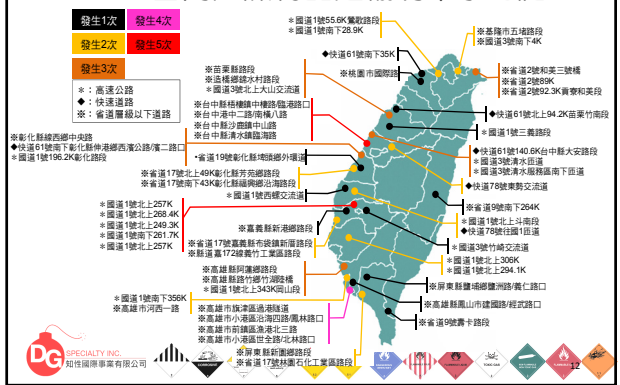 發生1次
發生4次
發生2次
發生5次
發生3次
＊：高速公路
◆：快速道路
※：省道層級以下道路
＊國道1號55.6K鶯歌路段
＊國道1號南下28.9K
◆快道61號南下35K
※桃園市國際路
※基隆市五堵路段
＊國道3號南下4K
※省道2號和美三號橋
※省道2號89K
※省道2號92.3K貢寮和美段
※苗栗縣路段
※造橋鄉錦水村路段
＊國道3號北上大山交流道
◆快道61號北上94.2K苗栗竹南段
※台中縣梧棲鎮中橫路/臨港路口
※台中港中二路/南橫八路
※台中縣沙鹿鎮中山路
※台中縣清水鎮臨海路
＊國道1號三義路段
※彰化縣線西鄉中央路
◆快道61號南下彰化縣伸港鄉西濱公路/濱二路口
＊國道1號196.2K彰化路段
◆快道61號140.6K台中縣大安路段
＊國道3號清水匝道
＊國道3號清水服務區南下匝道
•省道19號彰化縣埤頭鄉外環道
※省道17號北上49K彰化縣芳苑鄉路段
※省道17號南下43K彰化縣福興鄉沿海路段
◆快道78號東勢交流道
＊國道1號西螺交流道
※省道9號南下264K
＊國道1號北上257K
＊國道1號北上268.4K
＊國道1號北上249.3K
＊國道1號南下261.7K
＊國道1號北上257K
＊國道1號北上斗南段
◆快道78號往國1匝道
※嘉義縣新港鄉路段
※省道17號嘉義縣布袋鎮新厝路段
※縣道嘉172線義竹工業區路段
＊國道3號竹崎交流道
＊國道1號北上306K
＊國道1號北上294.1K
※高雄縣阿蓮鄉路段
※高雄縣路竹鄉竹湖陸橋
＊國道1號北上343K岡山段
※屏東縣鹽埔鄉鹽洲路/義仁路口
＊國道1號南下356K
※高雄市河西一路
※高雄市旗津區過港隧道
※高雄市小港區沿海四路/鳳林路口
※高雄市前鎮區漁港北三路
※高雄市小港區世全路/北林路口
※高雄縣鳳山市建國路/經武路口
※省道9號壽卡路段
※屏東縣新園鄉路段
※省道17號林園石化工業區路段
DG
SPECIALTY INC.
知性國際事業有限公司
CORROSIVE
TOXIC GAS
12